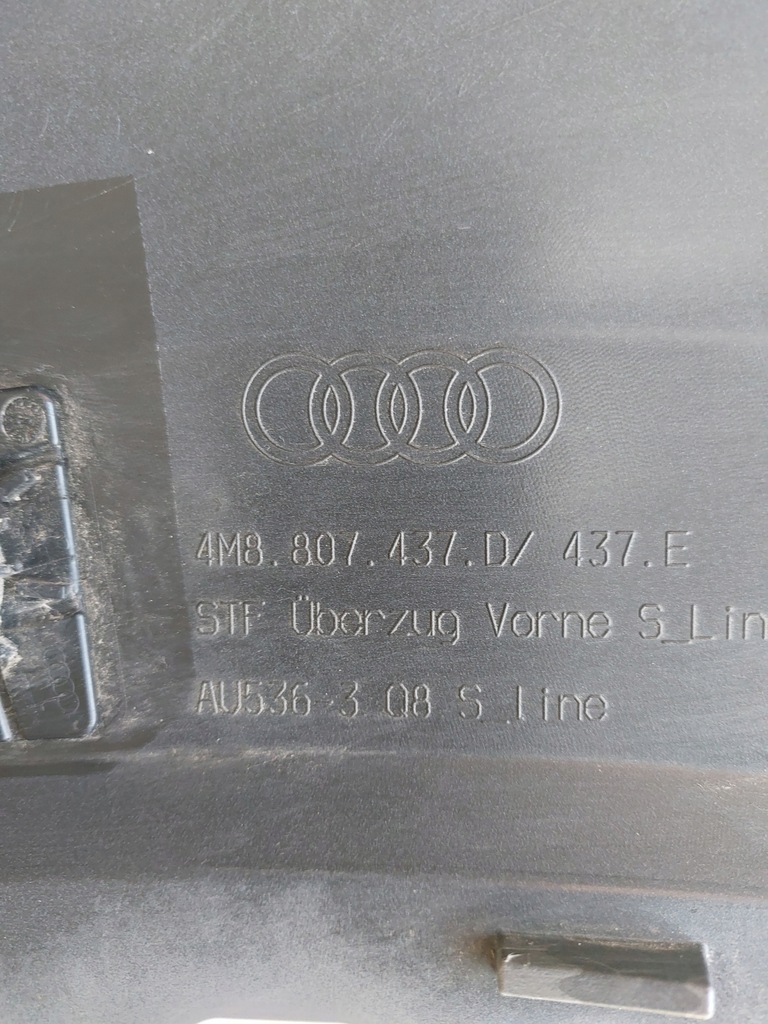 4M8.807.437.D/ 437.E
STF Überzug Vorne S_Lin
AU536 3 Q8 S_line